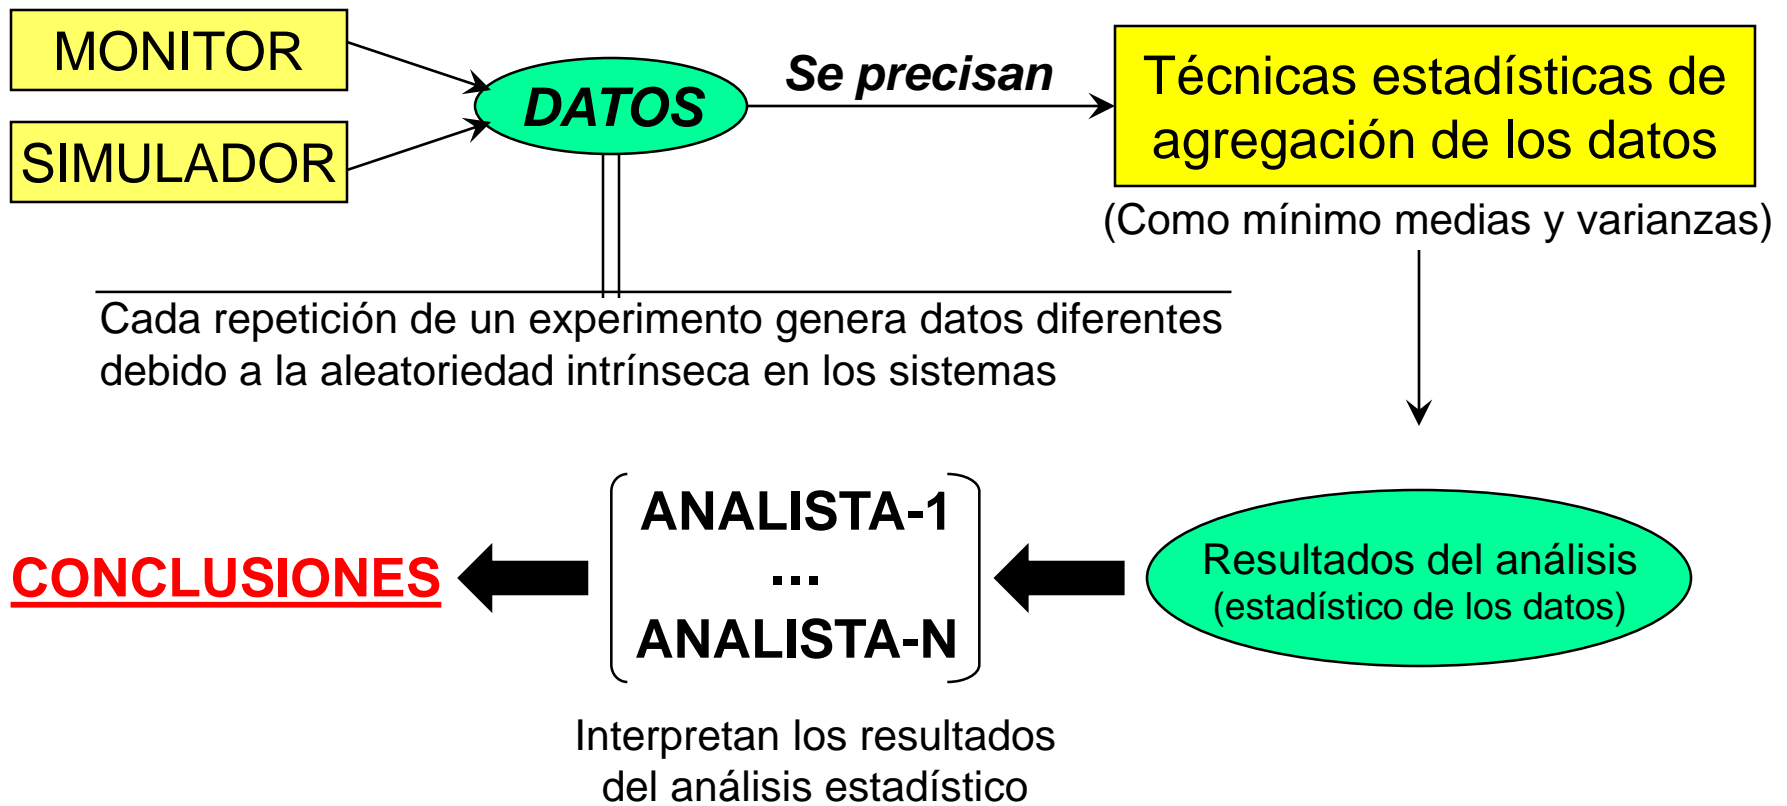 MONITOR
SIMULADOR
DATOS
Se precisan
Técnicas estadísticas de
agregación de los datos
(Como mínimo medias y varianzas)
Cada repetición de un experimento genera datos diferentes
debido a la aleatoriedad intrínseca en los sistemas
CONCLUSIONES
ANALISTA-1
...
ANALISTA-N
Resultados del análisis
(estadístico de los datos)
Interpretan los resultados
del análisis estadístico